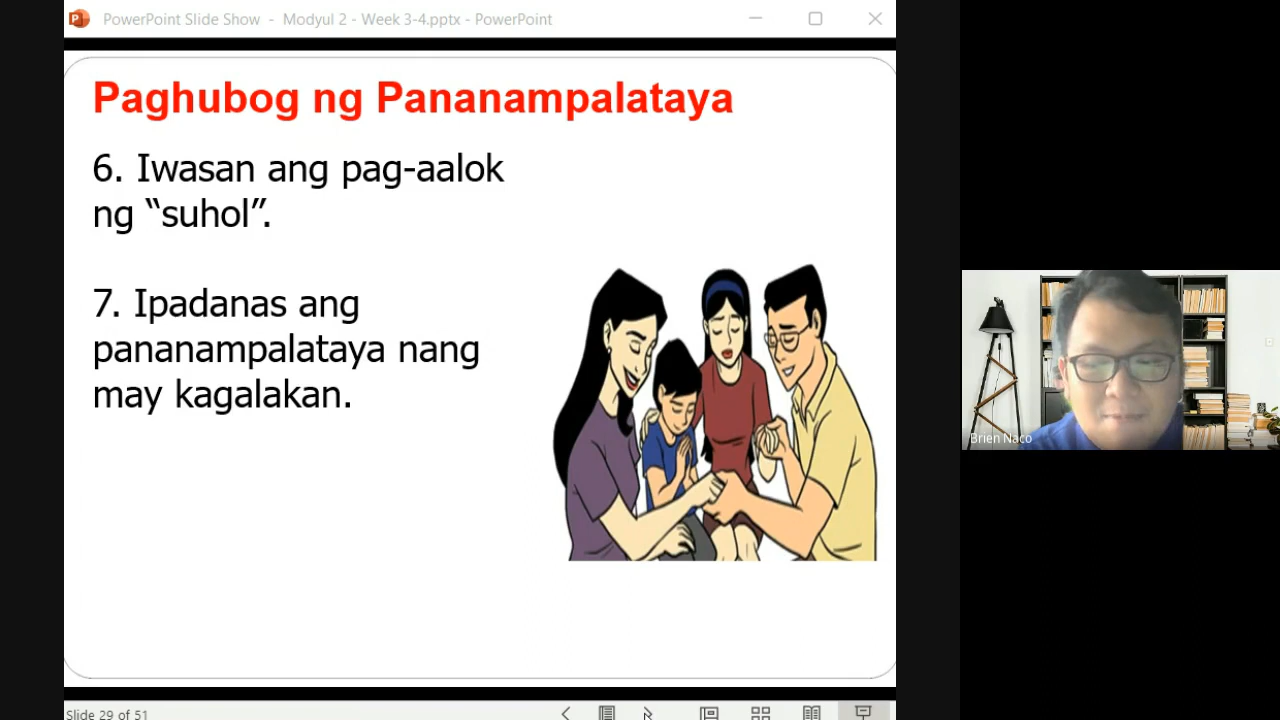 PowerPoint Slide Show - Modyul 2 - Week 3-4.pptx - PowerPoint
Paghubog ng Pananampalataya
6. Iwasan ang pag-aalok
ng “suhol”.
7. Ipadanas ang
pananampalataya nang
may kagalakan.
Brien Naco
Slide 29 of 51